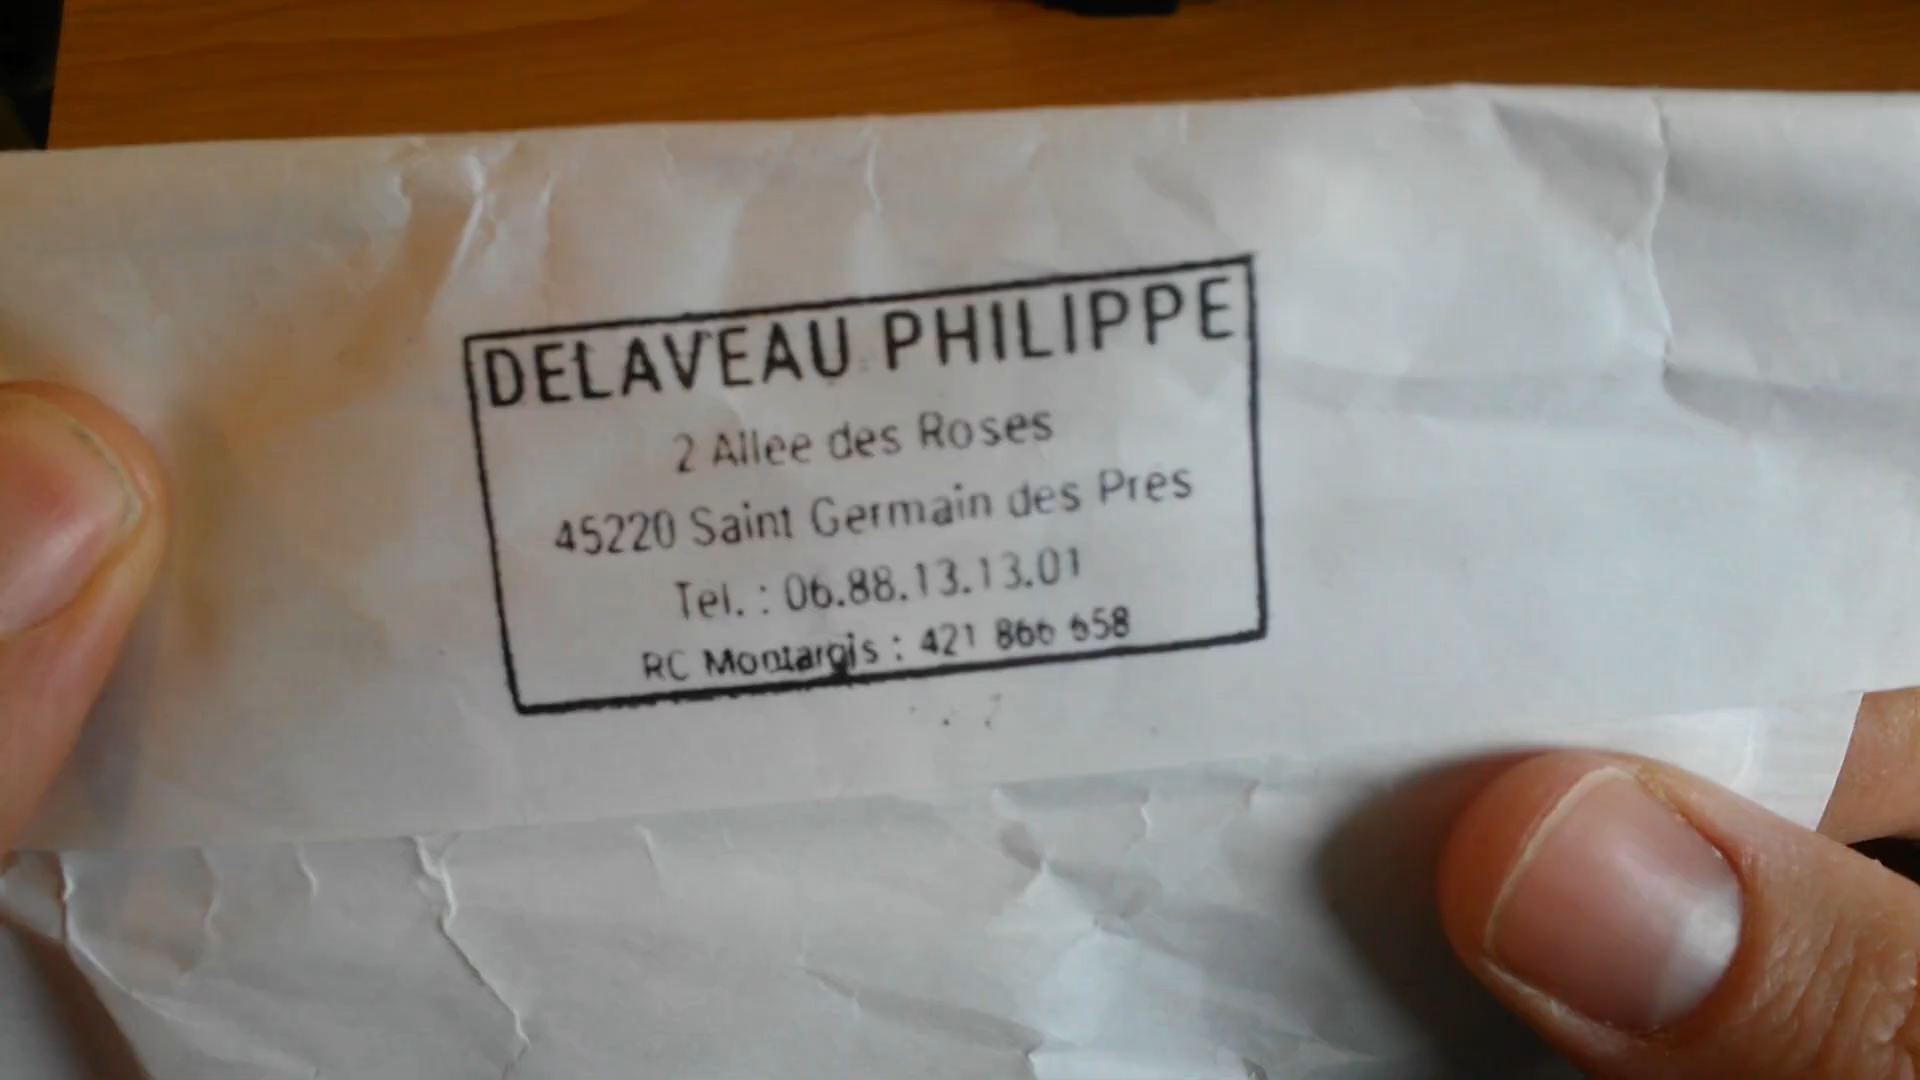 DELAVEAU PHILIPPE
2 Allee des Roses
45220 Saint Germain des Prés
Tel. : 06.88.13.13.01
RC Montargis : 421 866 658